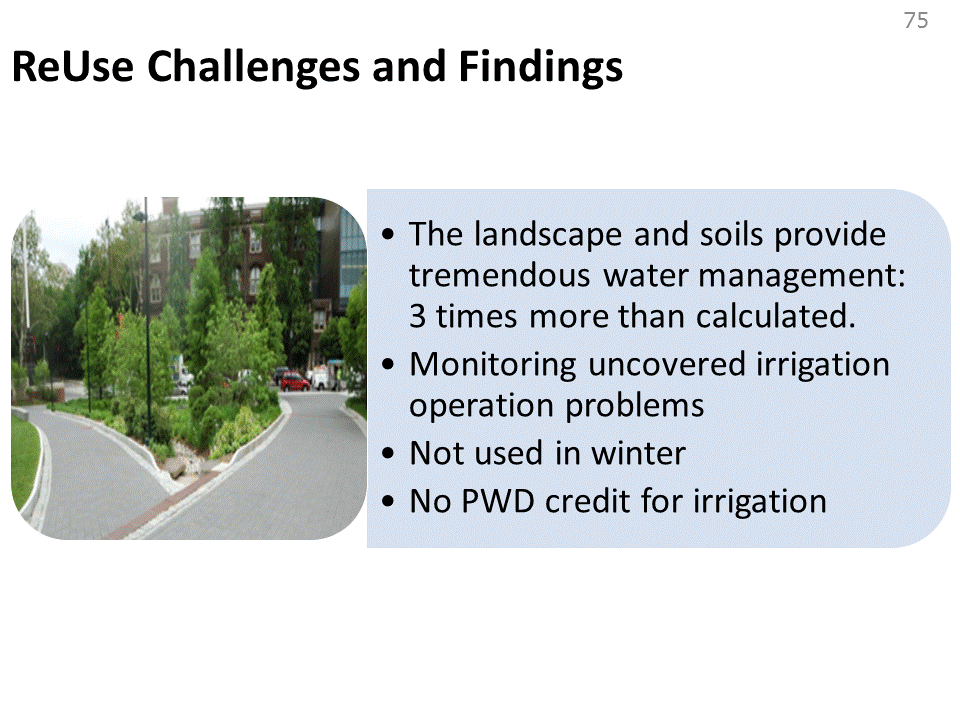 75
ReUse Challenges and Findings
• The landscape and soils provide
tremendous water management:
3 times more than calculated.
• Monitoring uncovered irrigation
operation problems
• Not used in winter
• No PWD credit for irrigation